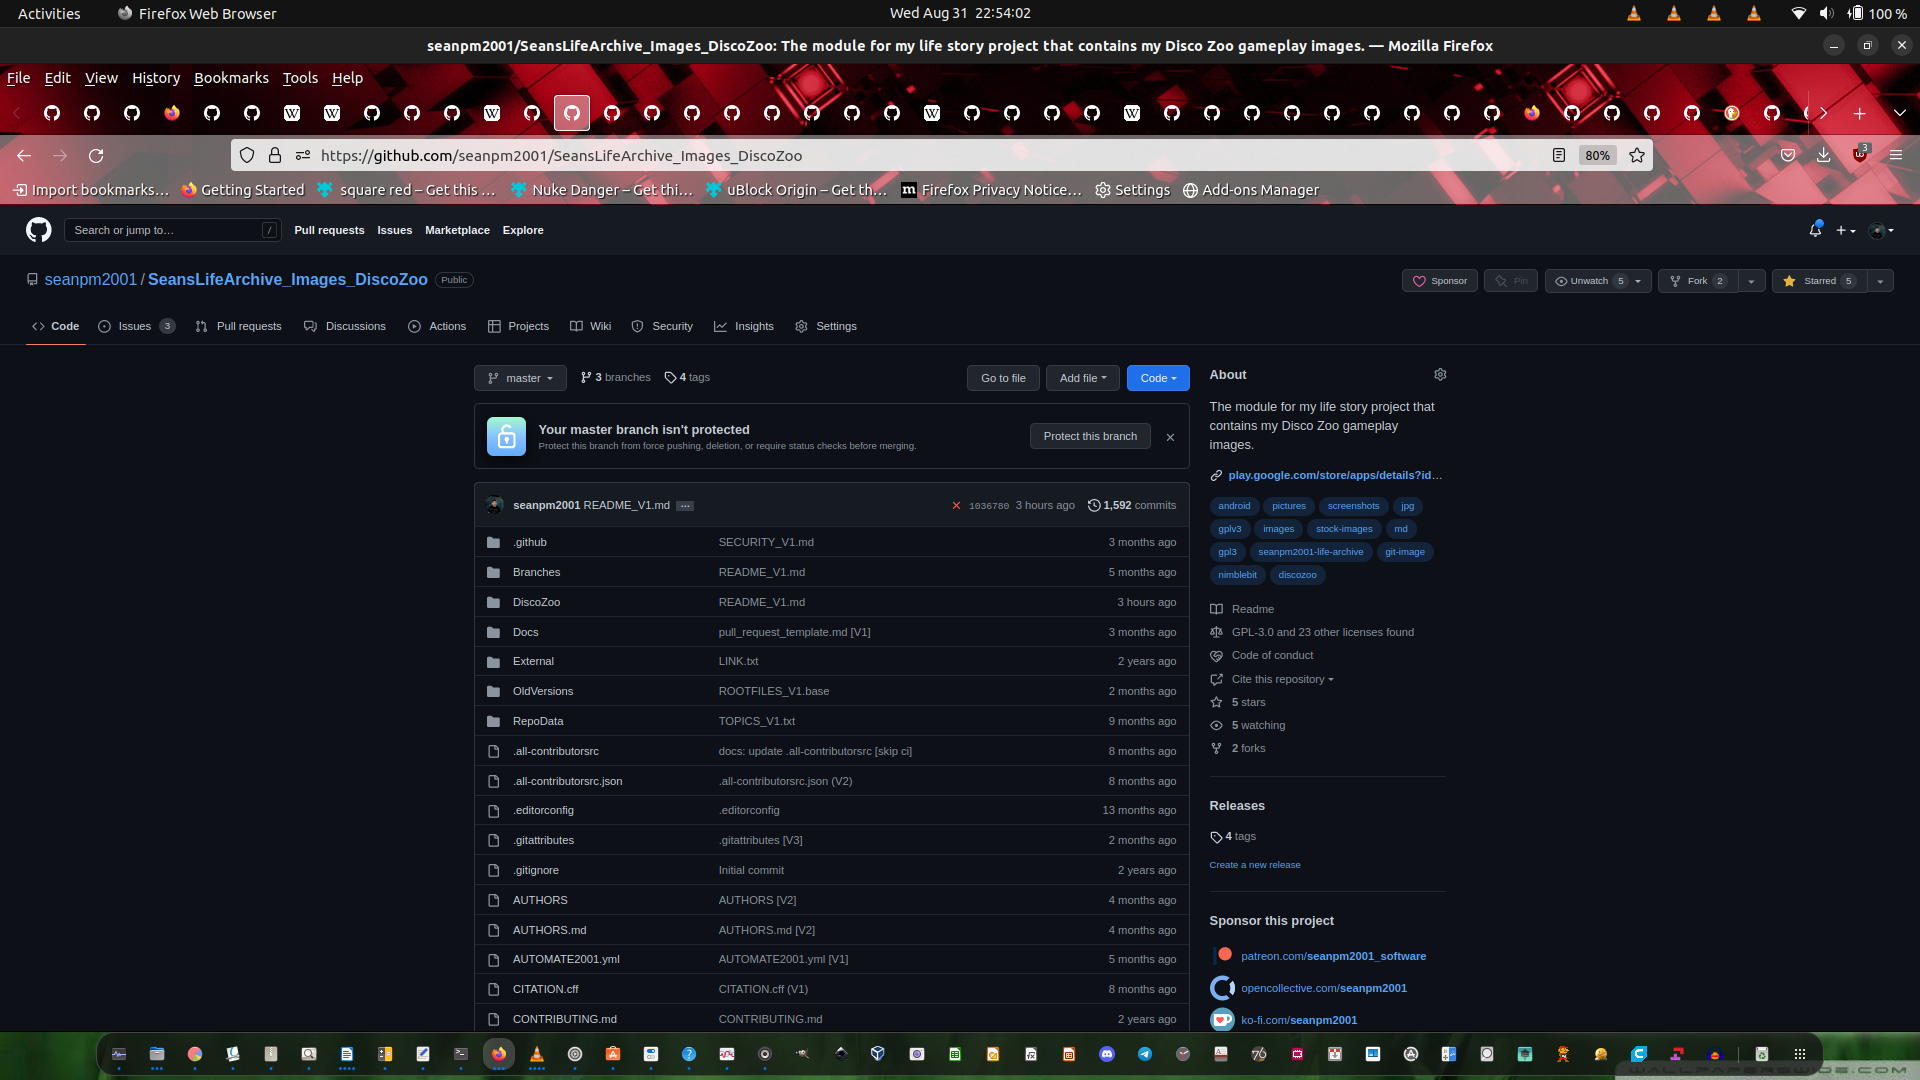 Activities Firefox Web Browser Wed Aug 31 22:54:02 100 %
seanpm2001/SeansLifeArchive_Images_DiscoZoo: The module for my life story project that contains my Disco Zoo gameplay images. — Mozilla Firefox
File Edit View History Bookmarks Tools Help
https://github.com/seanpm2001/SeansLifeArchive_Images_DiscoZoo 80% 3
Import bookmarks… Getting Started square red – Get this … Nuke Danger – Get thi… uBlock Origin – Get th… Firefox Privacy Notice… Settings Add-ons Manager
Search or jump to… / Pull requests Issues Marketplace Explore
seanpm2001 / SeansLifeArchive_Images_DiscoZoo Public Sponsor Pin Unwatch 5 Fork 2 Starred 5
Code Issues 3 Pull requests Discussions Actions Projects Wiki Security Insights Settings
master 3 branches 4 tags Go to file Add file Code
Your master branch isn't protected
Protect this branch from force pushing, deletion, or require status checks before merging.
Protect this branch
seanpm2001 README_V1.md … 1036780 3 hours ago 1,592 commits
.github SECURITY_V1.md 3 months ago
Branches README_V1.md 5 months ago
DiscoZoo README_V1.md 3 hours ago
Docs pull_request_template.md [V1] 3 months ago
External LINK.txt 2 years ago
OldVersions ROOTFILES_V1.base 2 months ago
RepoData TOPICS_V1.txt 9 months ago
.all-contributorsrc docs: update .all-contributorsrc [skip ci] 8 months ago
.all-contributorsrc.json .all-contributorsrc.json (V2) 8 months ago
.editorconfig .editorconfig 13 months ago
.gitattributes .gitattributes [V3] 2 months ago
.gitignore Initial commit 2 years ago
AUTHORS AUTHORS [V2] 4 months ago
AUTHORS.md AUTHORS.md [V2] 4 months ago
AUTOMATE2001.yml AUTOMATE2001.yml [V1] 5 months ago
CITATION.cff CITATION.cff (V1) 8 months ago
CONTRIBUTING.md CONTRIBUTING.md 2 years ago
About
The module for my life story project that
contains my Disco Zoo gameplay
images.
play.google.com/store/apps/details?id…
android pictures screenshots jpg
gplv3 images stock-images md
gpl3 seanpm2001-life-archive git-image
nimblebit discozoo
Readme
GPL-3.0 and 23 other licenses found
Code of conduct
Cite this repository
5 stars
5 watching
2 forks
Releases
4 tags
Create a new release
Sponsor this project
patreon.com/seanpm2001_software
opencollective.com/seanpm2001
ko-fi.com/seanpm2001
WALLPAPERSWIDE.COM